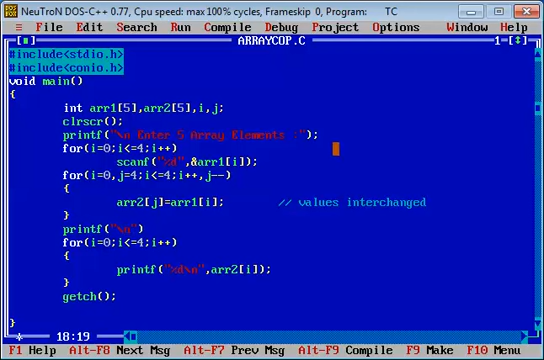 NeuTroN DOS-C++ 0.77, Cpu speed: max 100% cycles, Frameskip 0, Program: TC
≡ File Edit Search Run Compile Debug Project Options Window Help
[■] ARRAYCOP.C 1 [↕]
#include<stdio.h>
#include<conio.h>
void main()
{
int arr1[5],arr2[5],i,j;
clrscr();
printf("\n Enter 5 Array Elements :");
for(i=0;i<=4;i++)
scanf("%d",&arr1[i]);
for(i=0,j=4;i<=4;i++,j--)
{
arr2[j]=arr1[i]; // values interchanged
}
printf("\n")
for(i=0;i<=4;i++)
{
printf("%d\n",arr2[i]);
}
getch();
}
* 18:19
F1 Help Alt-F8 Next Msg Alt-F7 Prev Msg Alt-F9 Compile F9 Make F10 Menu